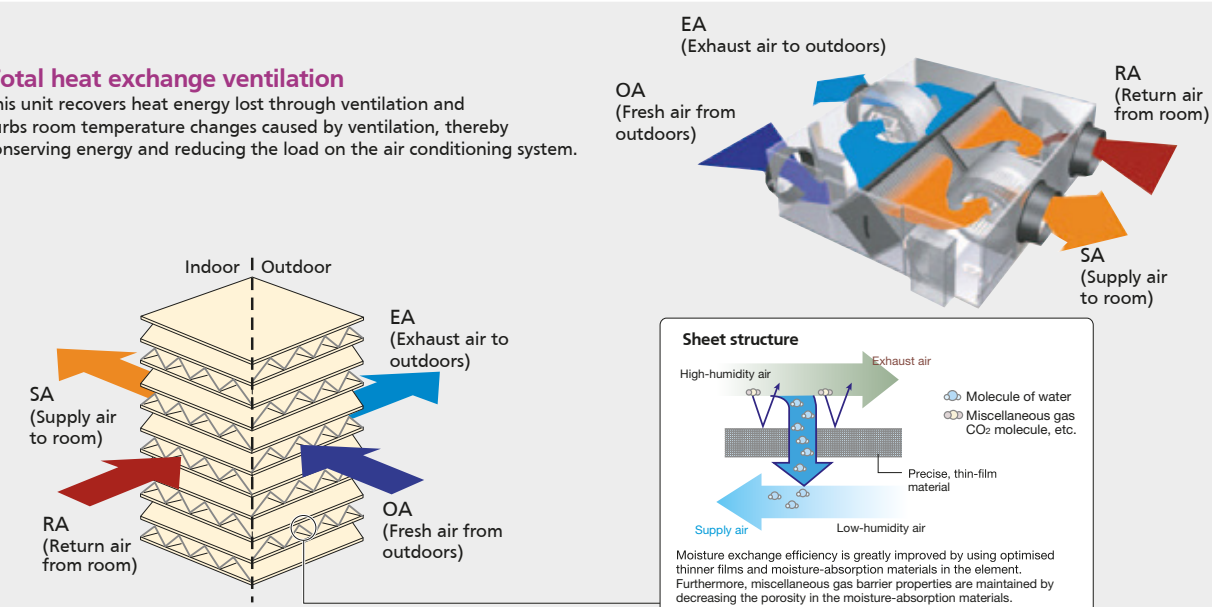 otal heat exchange ventilation
his unit recovers heat energy lost through ventilation and
urbs room temperature changes caused by ventilation, thereby
onserving energy and reducing the load on the air conditioning system.
EA
(Exhaust air to outdoors)
OA
(Fresh air from
outdoors)
RA
(Return air
from room)
SA
(Supply air
to room)
Indoor Outdoor
EA
(Exhaust air to
outdoors)
SA
(Supply air
to room)
RA
(Return air
from room)
OA
(Fresh air from
outdoors)
Sheet structure
Exhaust air
High-humidity air
Molecule of water
Miscellaneous gas
CO2 molecule, etc.
Precise, thin-film
material
Supply air
Low-humidity air
Moisture exchange efficiency is greatly improved by using optimised
thinner films and moisture-absorption materials in the element.
Furthermore, miscellaneous gas barrier properties are maintained by
decreasing the porosity in the moisture-absorption materials.